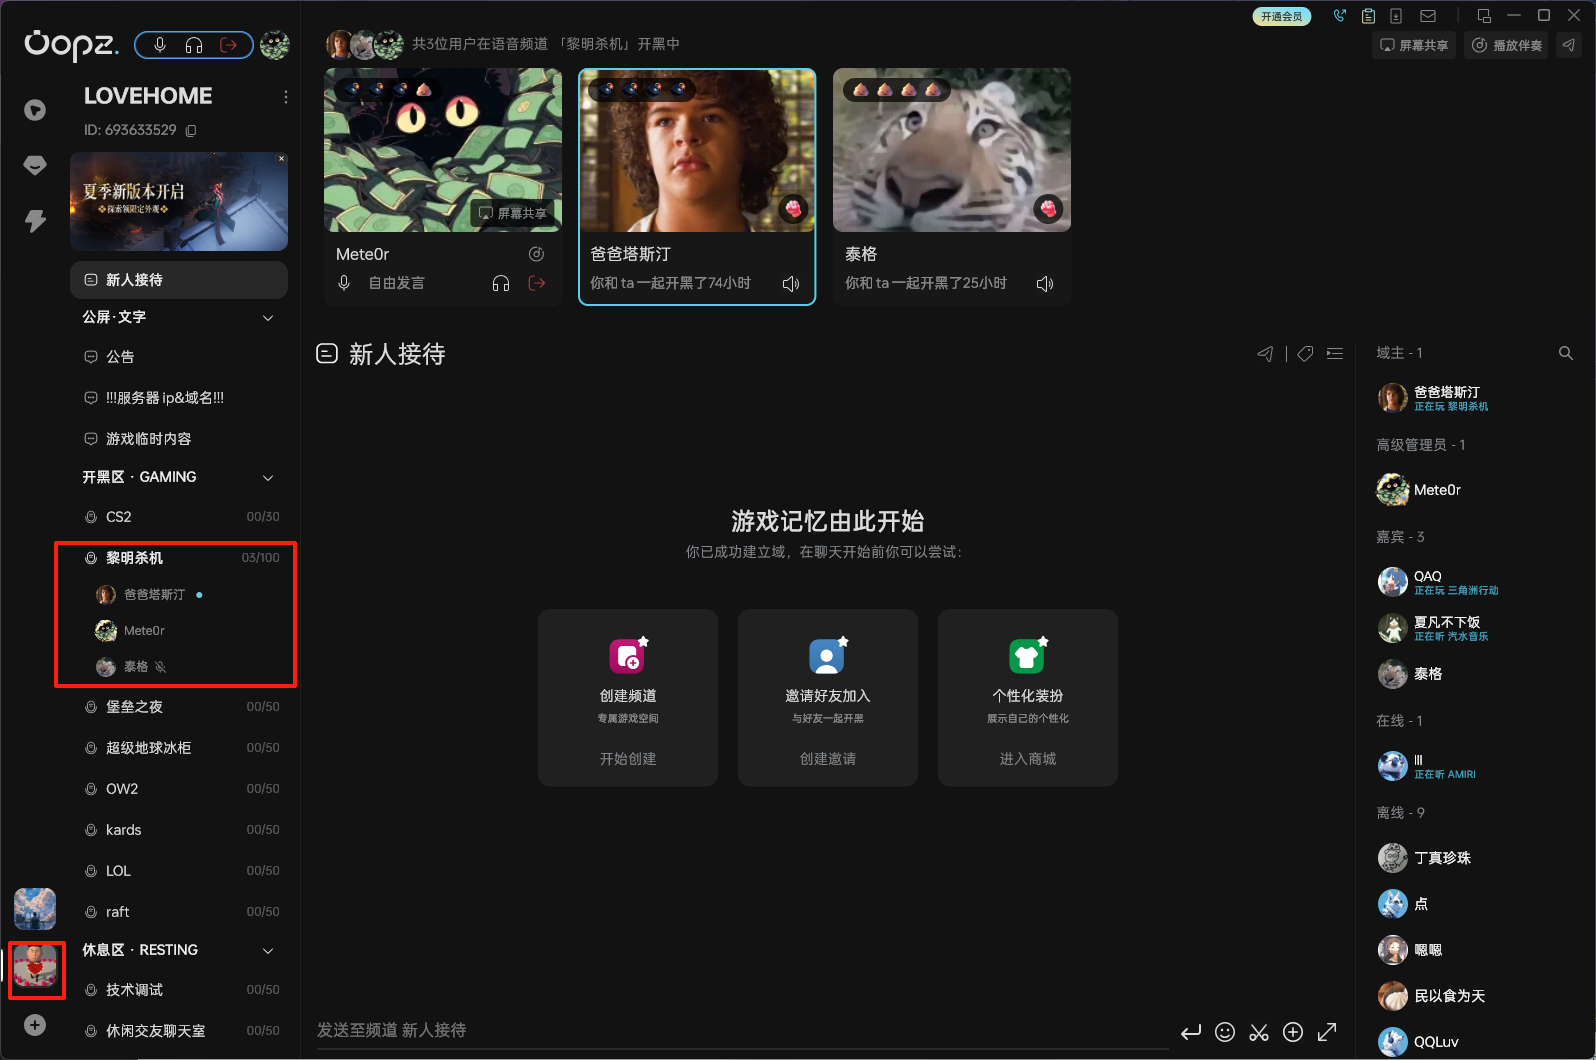 Oopz.
共3位用户在语音频道 「黎明杀机」开黑中
开通会员
屏幕共享
播放伴奏
LOVEHOME
ID: 693633529
夏季新版本开启
探索领限定外观
新人接待
公屏·文字
公告
!!!服务器 ip&域名!!!
游戏临时内容
开黑区 · GAMING
CS2 00/30
黎明杀机 03/100
爸爸塔斯汀
Mete0r
泰格
堡垒之夜 00/50
超级地球冰柜 00/50
OW2 00/50
kards 00/50
LOL 00/50
raft 00/50
休息区 · RESTING
技术调试 00/50
休闲交友聊天室 00/50
屏幕共享
Mete0r
自由发言
爸爸塔斯汀
你和 ta 一起开黑了74小时
泰格
你和 ta 一起开黑了25小时
新人接待
游戏记忆由此开始
你已成功建立域，在聊天开始前你可以尝试：
创建频道
专属游戏空间
开始创建
邀请好友加入
与好友一起开黑
创建邀请
个性化装扮
展示自己的个性化
进入商城
发送至频道 新人接待
域主 - 1
爸爸塔斯汀
正在玩 黎明杀机
高级管理员 - 1
Mete0r
嘉宾 - 3
QAQ
正在玩 三角洲行动
夏凡不下饭
正在听 汽水音乐
泰格
在线 - 1
lll
正在听 AMIRI
离线 - 9
丁真珍珠
点
嗯嗯
民以食为天
QQLuv